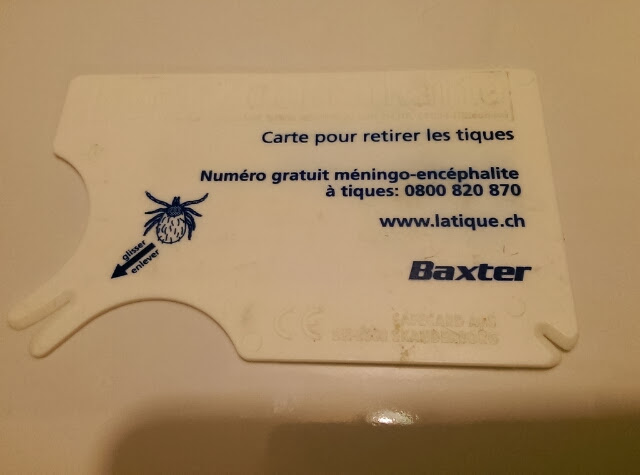 Carte pour retirer les tiques
Numéro gratuit méningo-encéphalite
à tiques: 0800 820 870
www.latique.ch
glisser
enlever
Baxter
CE